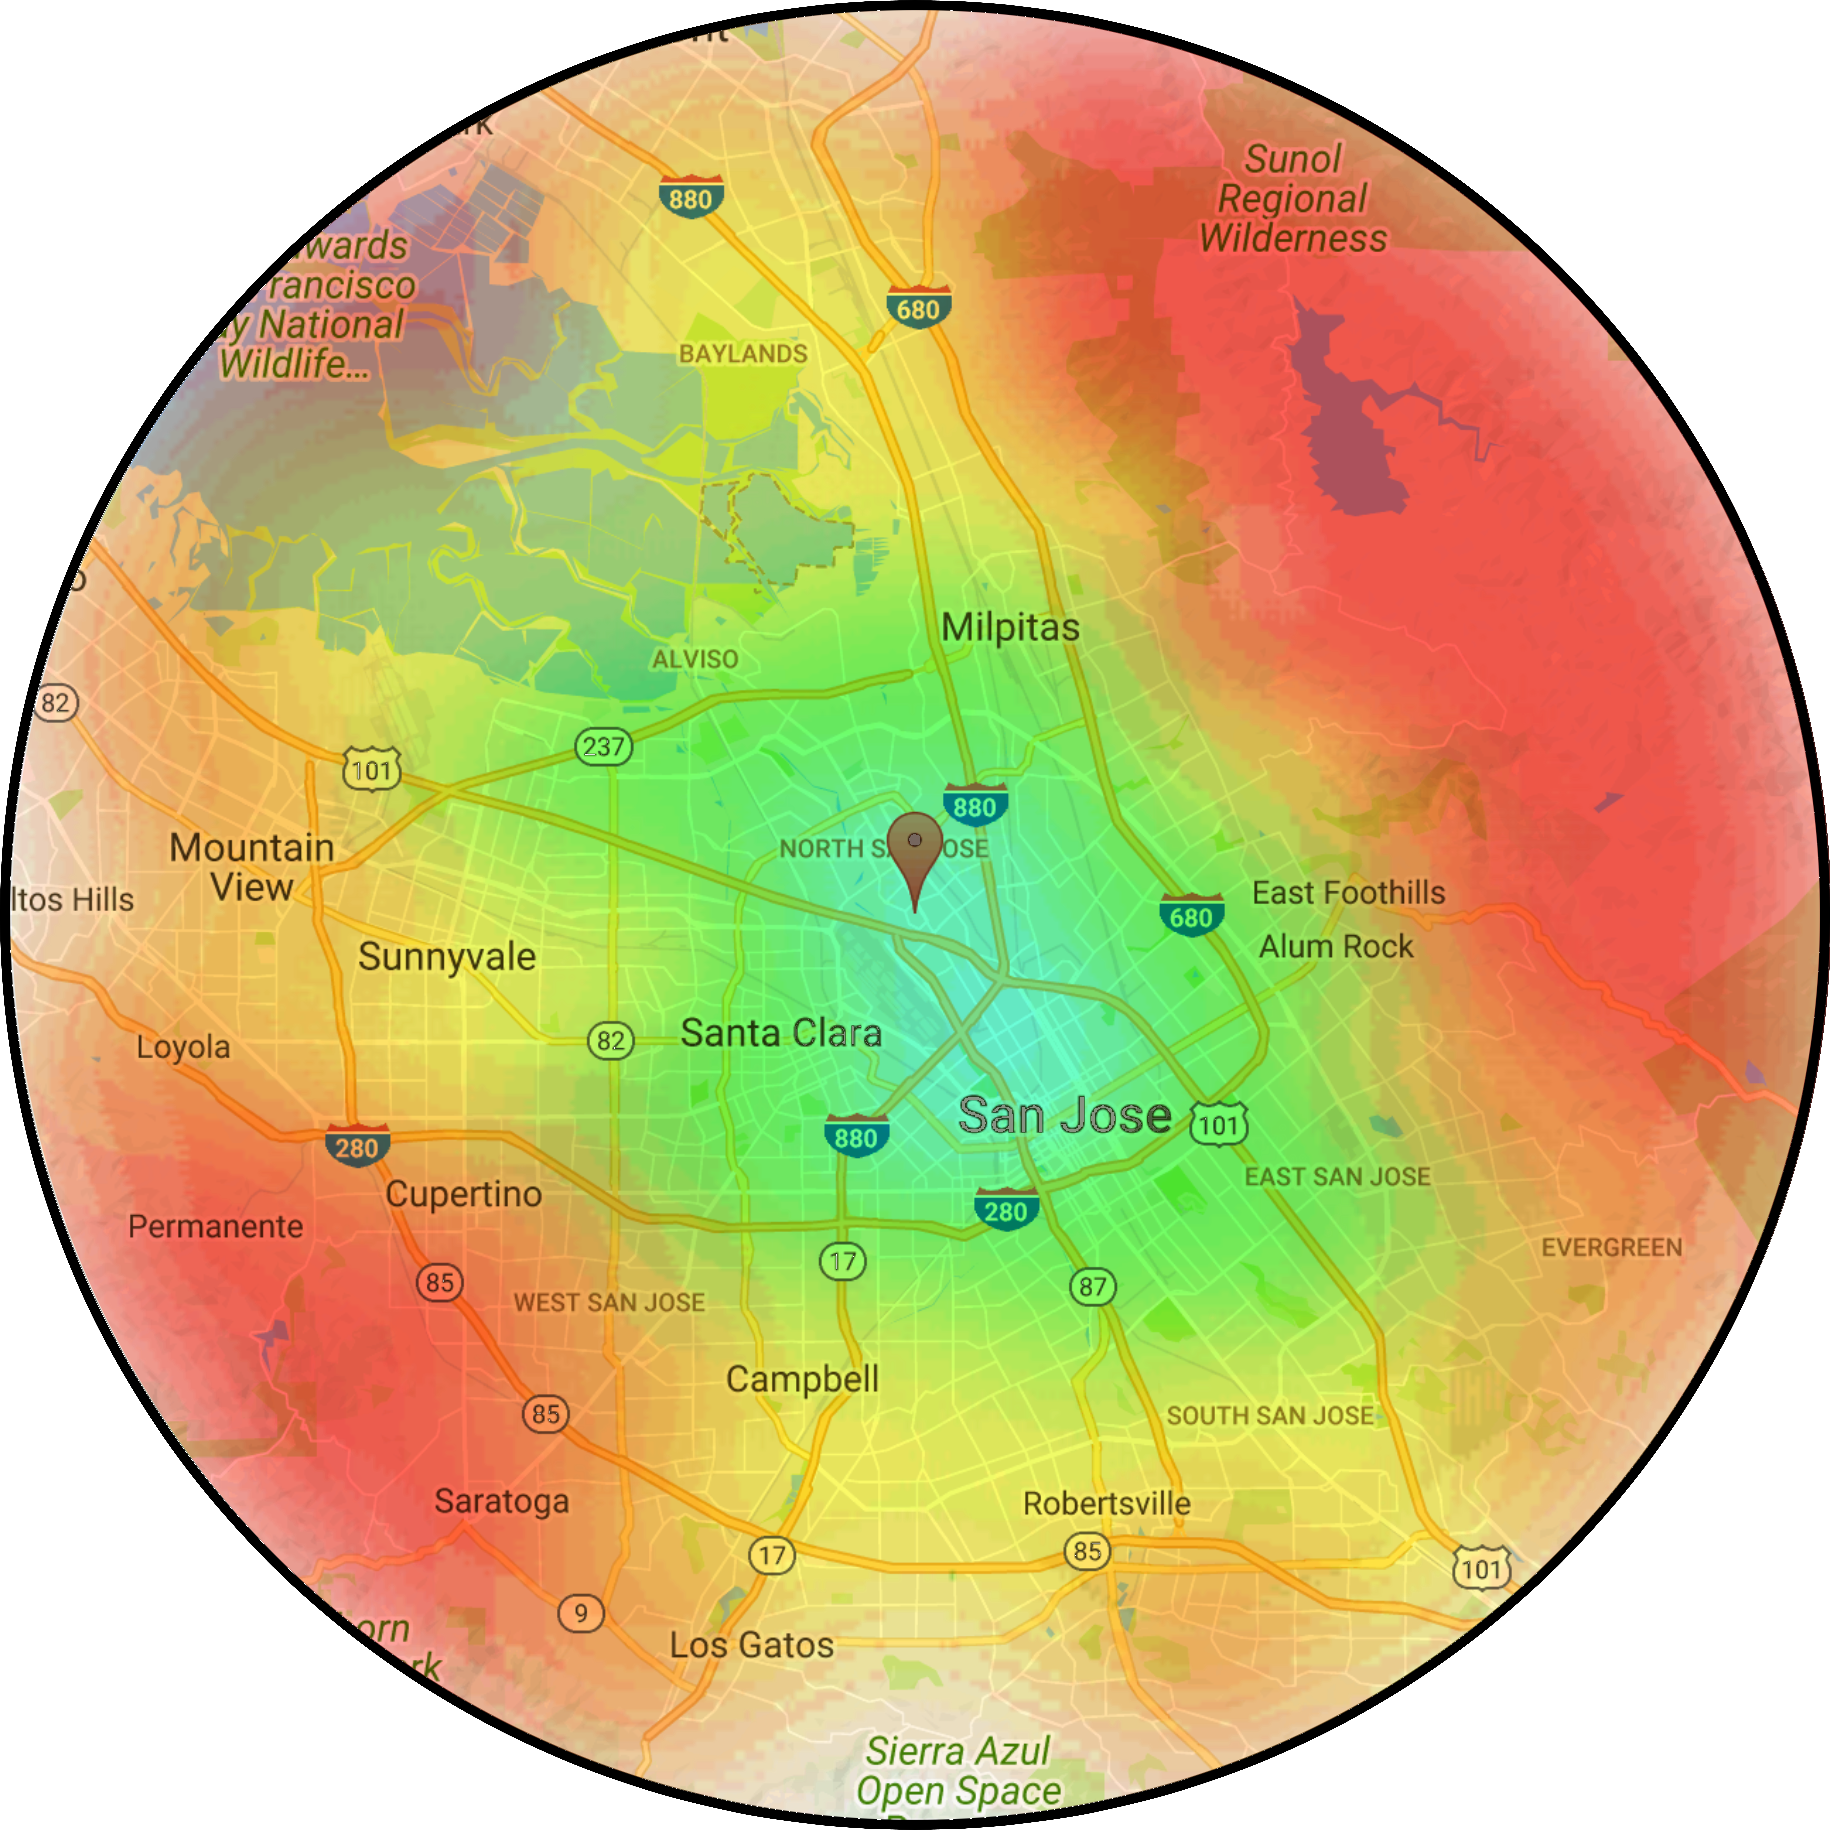 880
Sunol
Regional
Wilderness
wards
rancisco
y National
Wildlife...
680
BAYLANDS
Milpitas
ALVISO
82
237
101
880
NORTH S OSE
Mountain
View
ltos Hills
680
East Foothills
Alum Rock
Sunnyvale
82
Santa Clara
Loyola
San Jose
101
880
280
EAST SAN JOSE
Cupertino
280
Permanente
EVERGREEN
17
85
87
WEST SAN JOSE
Campbell
85
SOUTH SAN JOSE
Saratoga
Robertsville
17
85
101
9
orn
rk
Los Gatos
Sierra Azul
Open Space